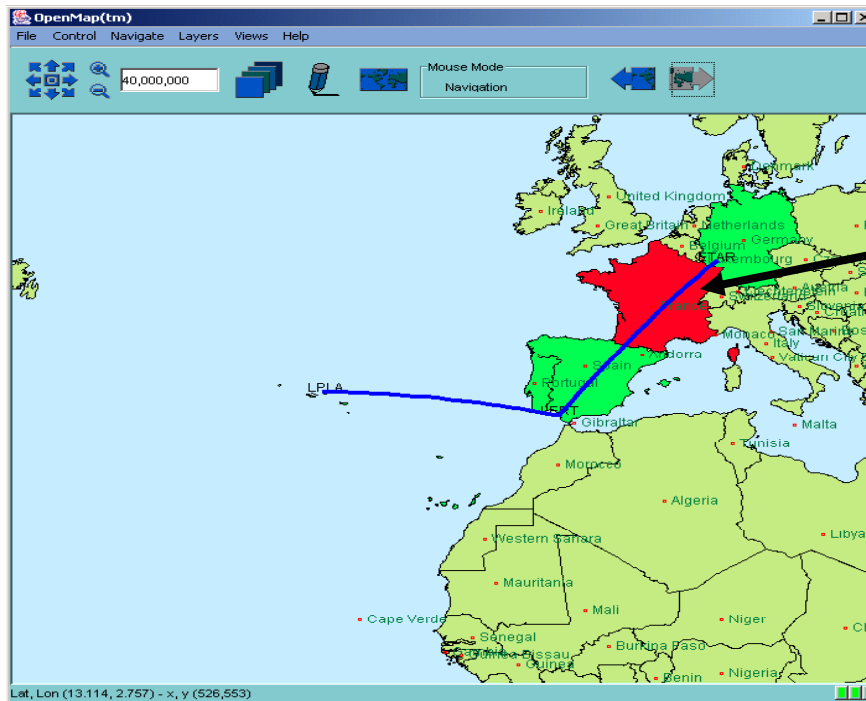 OpenMap(tm)
File Control Navigate Layers Views Help
40,000,000
Mouse Mode
Navigation
Denmark
United Kingdom
Ireland
Great Britain
Netherlands
Germany
Belgium
ETAR
Switzerland
Austria
San Marino
Monaco
Italy
Andorra
Vatican City
Spain
Portugal
LPLA
Gibraltar
Malta
Tunisia
Morocco
Algeria
Western Sahara
Libya
Mauritania
Mali
Niger
Cape Verde
Senegal
Burkina Faso
Guinea Bissau
Guinea
Nigeria
Benin
Lat, Lon (13.114, 2.757) - x, y (526,553)